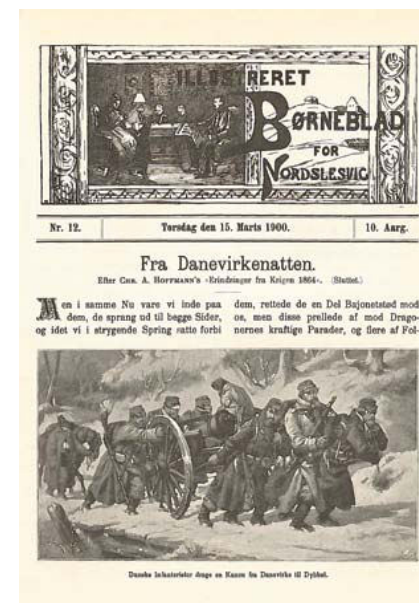 ILLUSTRERET
BØRNEBLAD
FOR
NORDSLESVIG
Nr. 12.
Torsdag den 15. Marts 1900.
10. Aarg.
Fra Danevirkenatten.
Efter CHR. A. HOFFMANN's »Erindringer fra Krigen 1864«. (Sluttet.)
Men i samme Nu vare vi inde paa
dem, de sprang ud til begge Sider,
og idet vi i strygende Spring satte forbi
dem, rettede de en Del Bajonetstød mod
os, men disse prellede af mod Drago-
nernes kraftige Parader, og flere af Fol-
Danske Infanterister drage en Kanon fra Danevirke til Dybbøl.